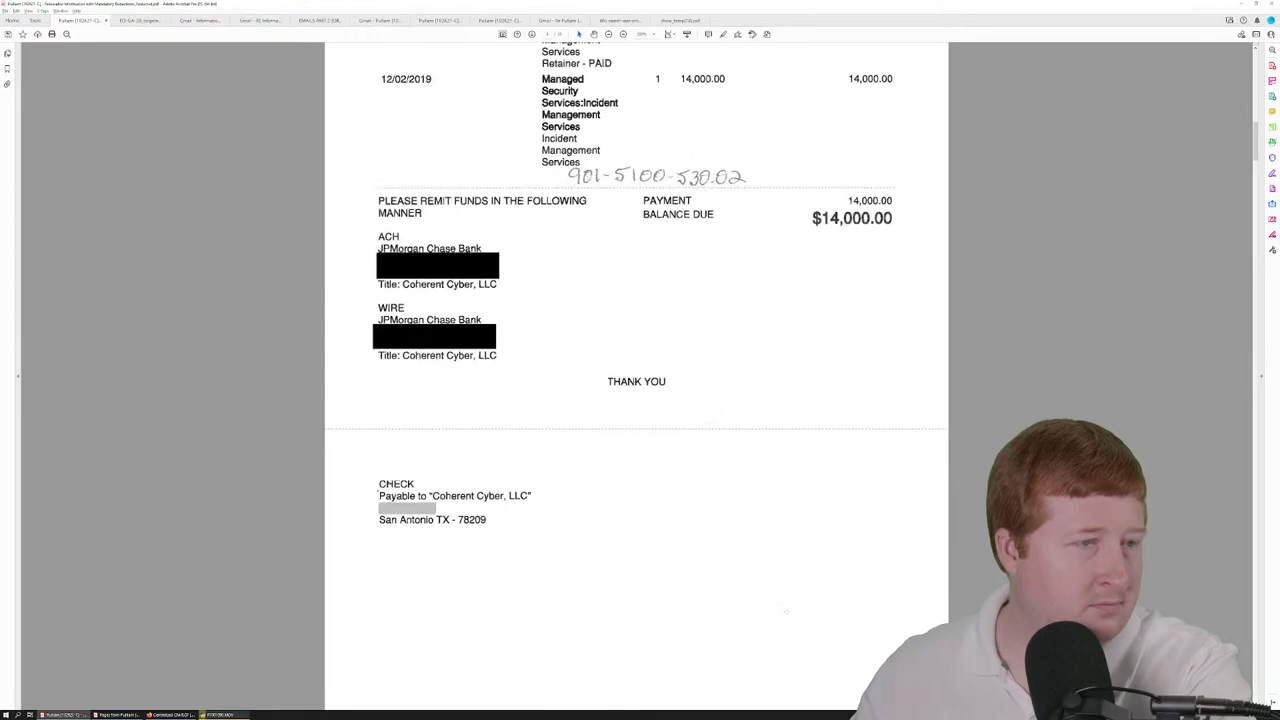 Home Tools
Services
Retainer - PAID
12/02/2019 Managed 1 14,000.00 14,000.00
Security
Services:Incident
Management
Services
Incident
Management
Services
901-5100-530.02
PLEASE REMIT FUNDS IN THE FOLLOWING PAYMENT 14,000.00
MANNER BALANCE DUE $14,000.00
ACH
JPMorgan Chase Bank
Title: Coherent Cyber, LLC
WIRE
JPMorgan Chase Bank
Title: Coherent Cyber, LLC
THANK YOU
CHECK
Payable to "Coherent Cyber, LLC"
San Antonio TX - 78209